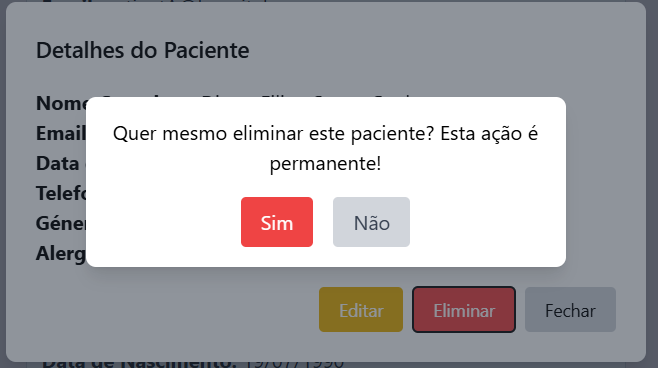 Detalhes do Paciente
Nome
Quer mesmo eliminar este paciente? Esta ação é
permanente!
Email
Data
Telefo
Géner
Alerg
Sim
Não
Editar
Eliminar
Fechar
Data de Nascimento: 19/07/1990